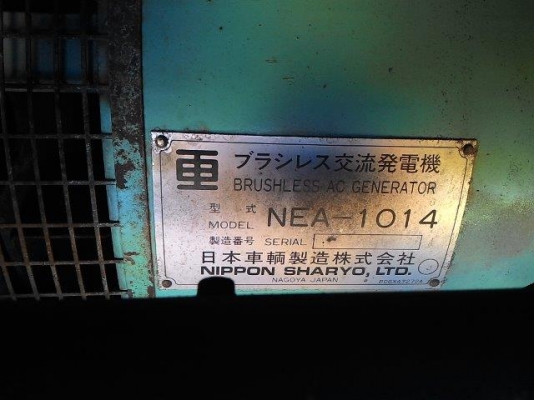 ブラシレス交流発電機
BRUSHLESS AC GENERATOR
型式
MODEL NEA-1014
製造番号 SERIAL
日本車輌製造株式会社
NIPPON SHARYO, LTD.
NAGOYA JAPAN